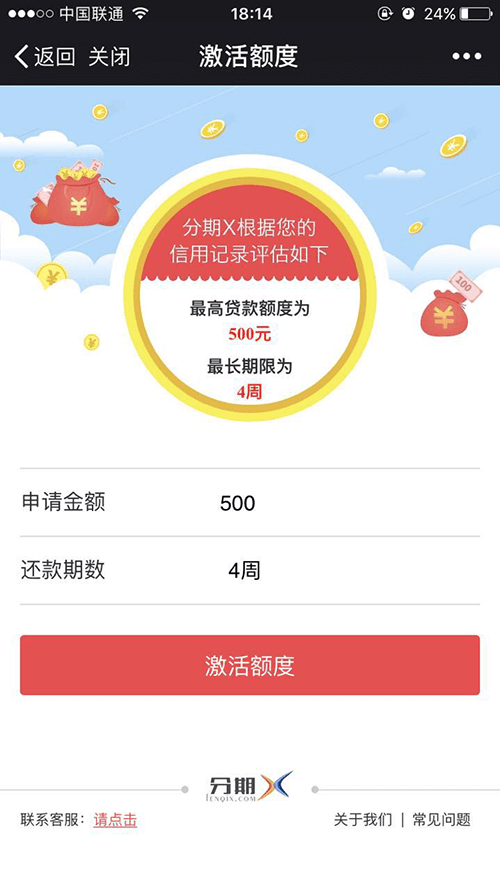 中国联通 18:14 24%
返回 关闭 激活额度
分期X根据您的
信用记录评估如下
最高贷款额度为
500元
最长期限为
4周
100
申请金额 500
还款期数 4周
激活额度
分期X
FENQIX.COM
联系客服：请点击 关于我们 | 常见问题